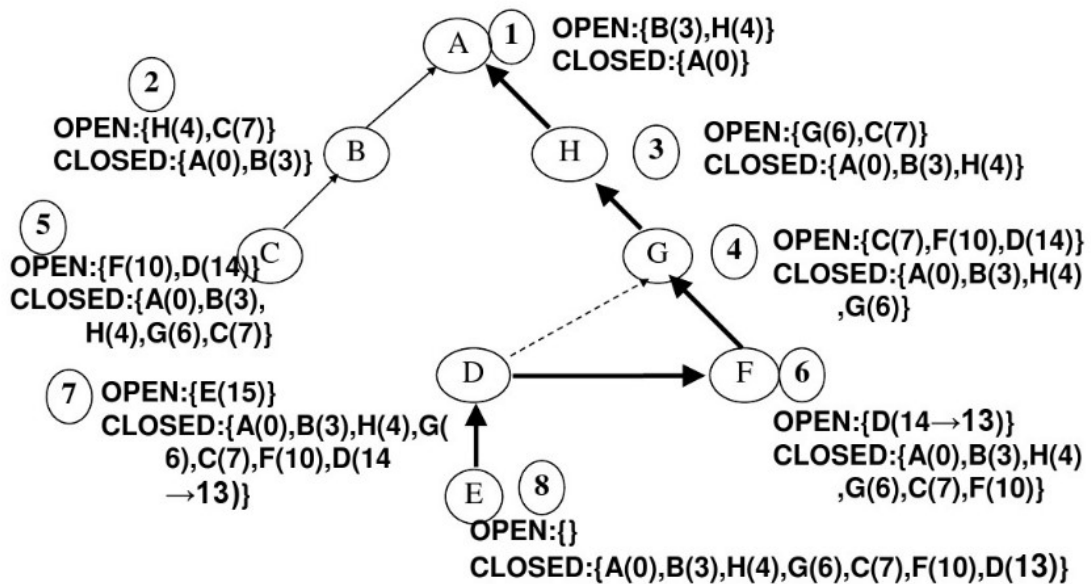 A
1
OPEN:{B(3),H(4)}
CLOSED:{A(0)}
2
OPEN:{H(4),C(7)}
CLOSED:{A(0),B(3)}
B
H
3
OPEN:{G(6),C(7)}
CLOSED:{A(0),B(3),H(4)}
5
OPEN:{F(10),D(14)}
CLOSED:{A(0),B(3),
H(4),G(6),C(7)}
C
G
4
OPEN:{C(7),F(10),D(14)}
CLOSED:{A(0),B(3),H(4)
,G(6)}
7
OPEN:{E(15)}
CLOSED:{A(0),B(3),H(4),G(
6),C(7),F(10),D(14
→13)}
D
F
6
OPEN:{D(14→13)}
CLOSED:{A(0),B(3),H(4)
,G(6),C(7),F(10)}
E
8
OPEN:{}
CLOSED:{A(0),B(3),H(4),G(6),C(7),F(10),D(13)}